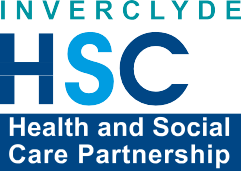 INVERCLYDE
HSC
Health and Social
Care Partnership